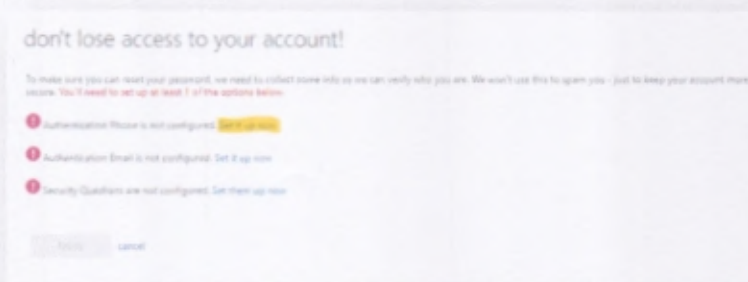 don't lose access to your account!
To make sure you can reset your password, we need to collect some info so we can verify who you are. We won't use this to spam you - just to keep your account more
secure. You'll need to set up at least 1 of the options below.
Authentication Phone is not configured. Set it up now
Authentication Email is not configured. Set it up now
Security Questions are not configured. Set them up now
cancel